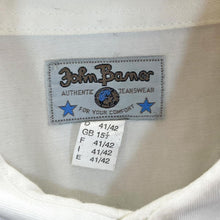 John Baner
AUTHENTIC JEANSWEAR
FOR YOUR COMFORT
D 41/42
GB 15½
F 41/42
I 41/42
E 41/42